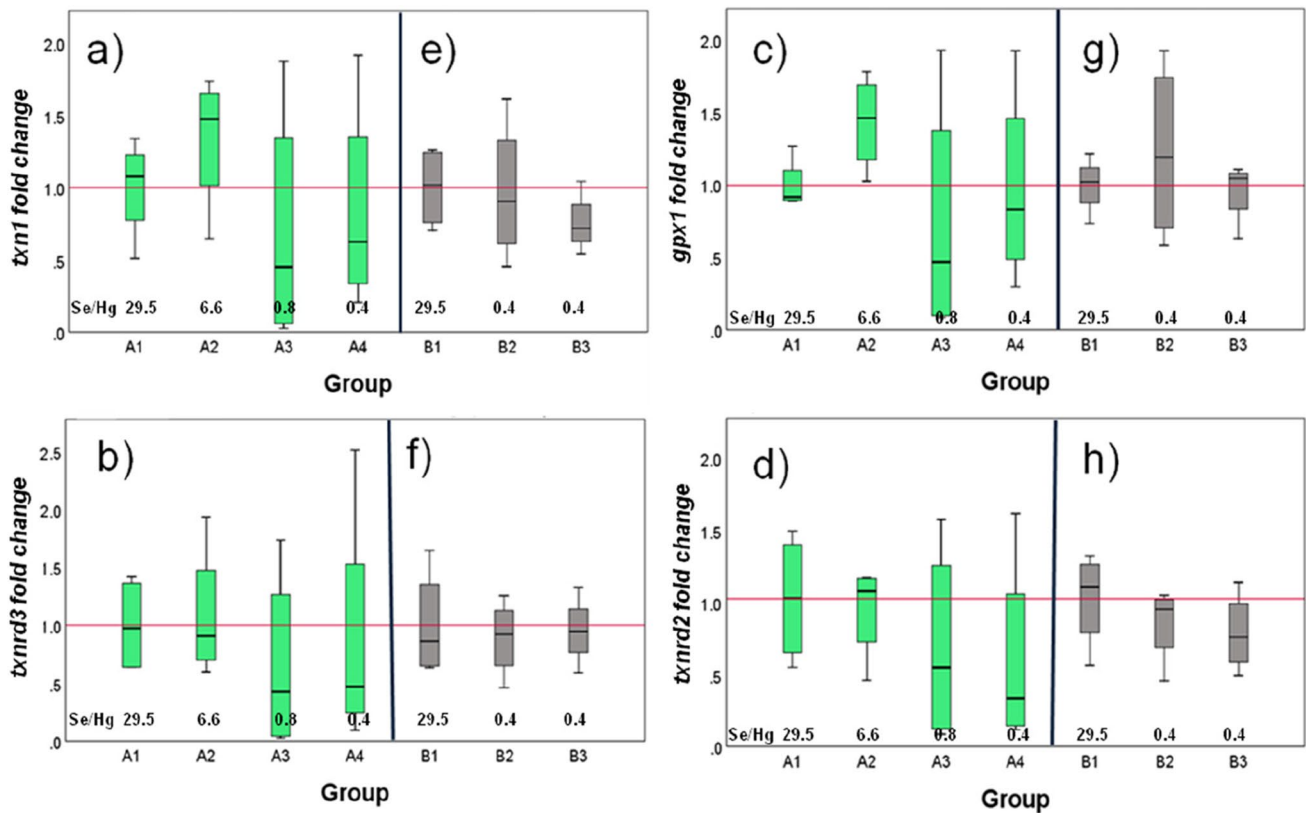 a)
e)
txn1 fold change
2.0
1.5
1.0
.5
.0
Se/Hg 29.5 6.6 0.8 0.4 29.5 0.4 0.4
A1 A2 A3 A4 B1 B2 B3
Group
c)
g)
gpx1 fold change
2.0
1.5
1.0
.5
.0
Se/Hg 29.5 6.6 0.8 0.4 29.5 0.4 0.4
A1 A2 A3 A4 B1 B2 B3
Group
b)
f)
txnrd3 fold change
2.5
2.0
1.5
1.0
.5
.0
Se/Hg 29.5 6.6 0.8 0.4 29.5 0.4 0.4
A1 A2 A3 A4 B1 B2 B3
Group
d)
h)
txnrd2 fold change
2.0
1.5
1.0
.5
.0
Se/Hg 29.5 6.6 0.8 0.4 29.5 0.4 0.4
A1 A2 A3 A4 B1 B2 B3
Group